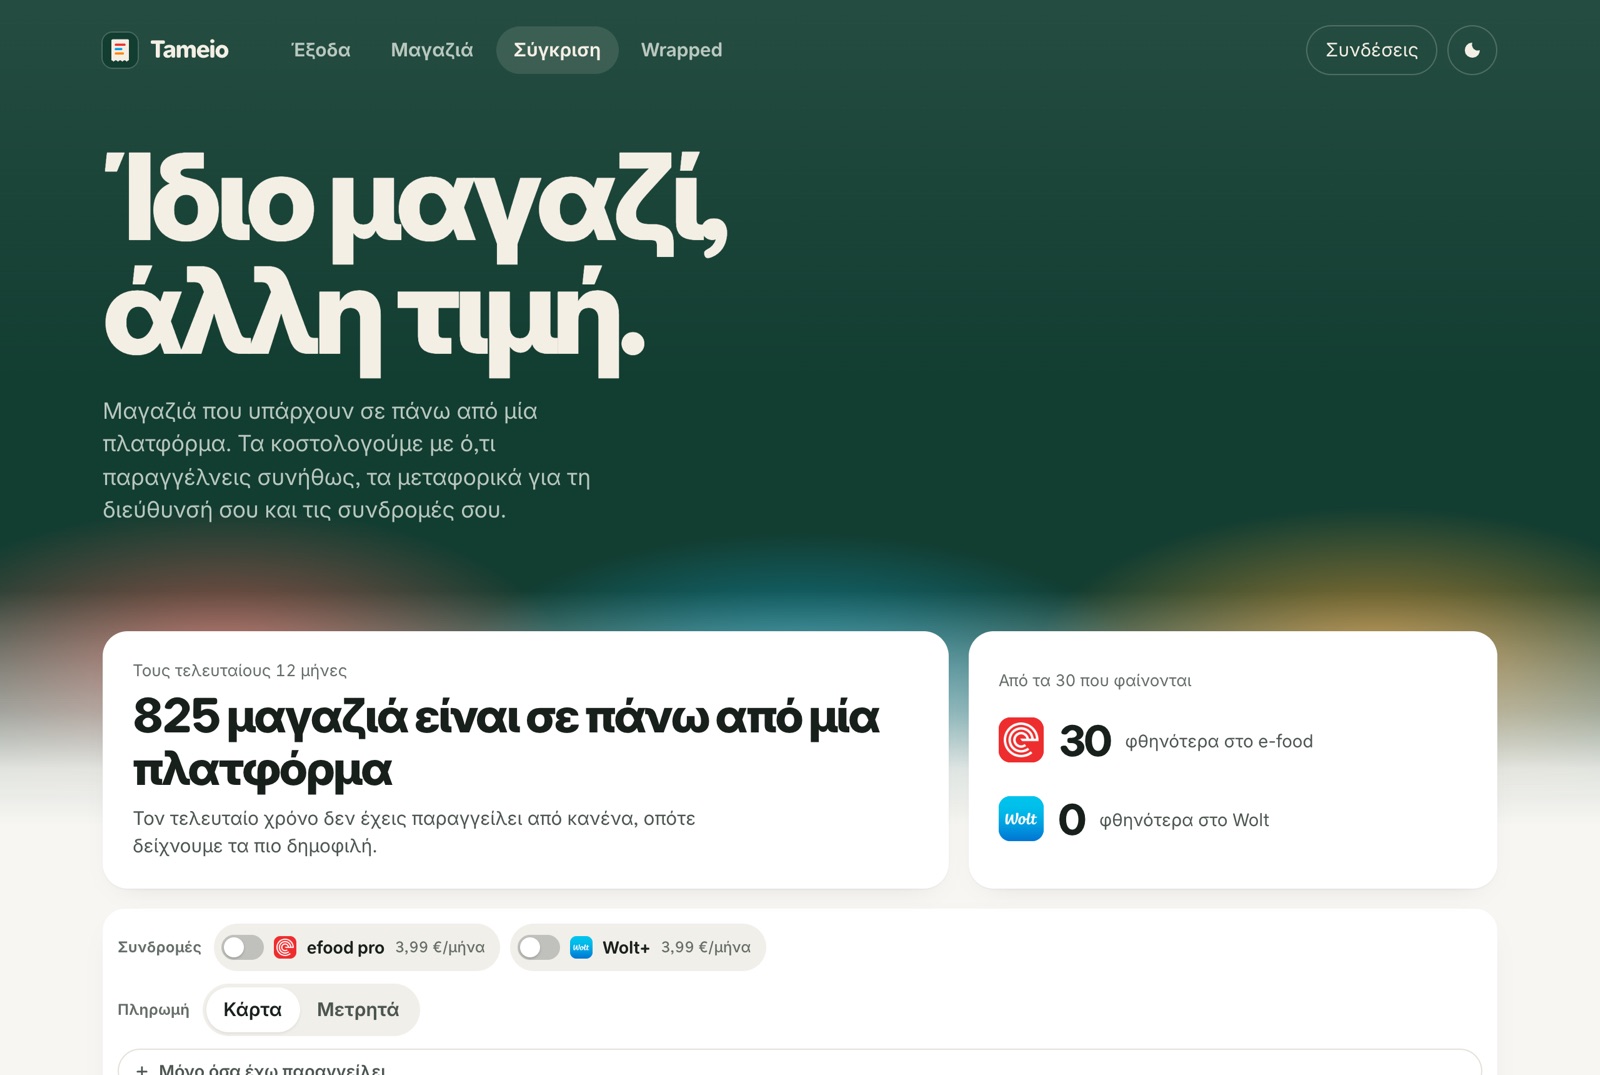 Tameio
Έξοδα
Μαγαζιά
Σύγκριση
Wrapped
Συνδέσεις
Ίδιο μαγαζί,
άλλη τιμή.
Μαγαζιά που υπάρχουν σε πάνω από μία
πλατφόρμα. Τα κοστολογούμε με ό,τι
παραγγέλνεις συνήθως, τα μεταφορικά για τη
διεύθυνσή σου και τις συνδρομές σου.
Τους τελευταίους 12 μήνες
825 μαγαζιά είναι σε πάνω από μία
πλατφόρμα
Τον τελευταίο χρόνο δεν έχεις παραγγείλει από κανένα, οπότε
δείχνουμε τα πιο δημοφιλή.
Από τα 30 που φαίνονται
30 φθηνότερα στο e-food
Wolt 0 φθηνότερα στο Wolt
Συνδρομές efood pro 3,99 €/μήνα Wolt Wolt+ 3,99 €/μήνα
Πληρωμή Κάρτα Μετρητά
+ Μόνο όσα έχω παραγγείλει